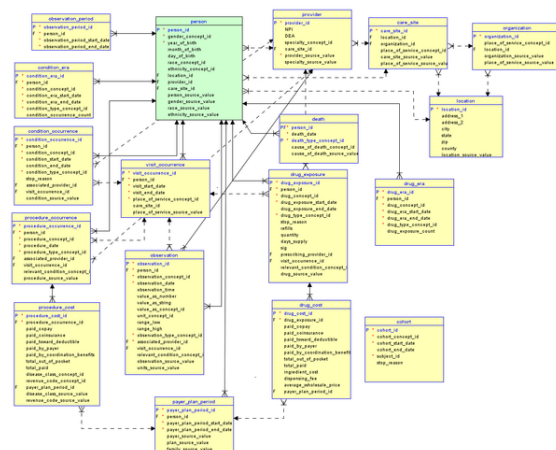 observation_period
observation_period_id
person_id
observation_period_start_date
observation_period_end_date
condition_era
condition_era_id
person_id
condition_concept_id
condition_era_start_date
condition_era_end_date
condition_type_concept_id
condition_occurrence_count
condition_occurrence
condition_occurrence_id
person_id
condition_concept_id
condition_start_date
condition_end_date
condition_type_concept_id
stop_reason
associated_provider_id
visit_occurrence_id
condition_source_value
procedure_occurrence
procedure_occurrence_id
person_id
procedure_concept_id
procedure_date
procedure_type_concept_id
associated_provider_id
visit_occurrence_id
relevant_condition_concept_i
procedure_source_value
procedure_cost
procedure_cost_id
procedure_occurrence_id
paid_copay
paid_coinsurance
paid_toward_deductible
paid_by_payer
paid_by_coordination_benefits
total_out_of_pocket
total_paid
disease_class_concept_id
revenue_code_concept_id
payer_plan_period_id
disease_class_source_value
revenue_code_source_value
person
person_id
gender_concept_id
year_of_birth
month_of_birth
day_of_birth
race_concept_id
ethnicity_concept_id
location_id
provider_id
care_site_id
person_source_value
gender_source_value
race_source_value
ethnicity_source_value
visit_occurrence
visit_occurrence_id
person_id
visit_start_date
visit_end_date
place_of_service_concept_id
care_site_id
place_of_service_source_value
observation
observation_id
person_id
observation_concept_id
observation_date
observation_time
value_as_number
value_as_string
value_as_concept_id
unit_concept_id
range_low
range_high
observation_type_concept_id
associated_provider_id
visit_occurrence_id
relevant_condition_concept_i
observation_source_value
units_source_value
payer_plan_period
payer_plan_period_id
person_id
payer_plan_period_start_date
payer_plan_period_end_date
payer_source_value
plan_source_value
family_source_value
provider
provider_id
NPI
DEA
specialty_concept_id
care_site_id
provider_source_value
specialty_source_value
death
person_id
death_date
death_type_concept_id
cause_of_death_concept_id
cause_of_death_source_value
drug_exposure
drug_exposure_id
person_id
drug_concept_id
drug_exposure_start_date
drug_exposure_end_date
drug_type_concept_id
stop_reason
refills
quantity
days_supply
sig
prescribing_provider_id
visit_occurrence_id
relevant_condition_concept_i
drug_source_value
drug_cost
drug_cost_id
drug_exposure_id
paid_copay
paid_coinsurance
paid_toward_deductible
paid_by_payer
paid_by_coordination_benefits
total_out_of_pocket
total_paid
ingredient_cost
dispensing_fee
average_wholesale_price
payer_plan_period_id
care_site
care_site_id
location_id
organization_id
place_of_service_concept_id
care_site_source_value
place_of_service_source_value
organization
organization_id
place_of_service_concept_id
location_id
organization_source_value
place_of_service_source_value
location
location_id
address_1
address_2
city
state
zip
county
location_source_value
drug_era
drug_era_id
person_id
drug_concept_id
drug_era_start_date
drug_era_end_date
drug_type_concept_id
drug_exposure_count
cohort
cohort_id
cohort_concept_id
cohort_start_date
cohort_end_date
subject_id
stop_reason